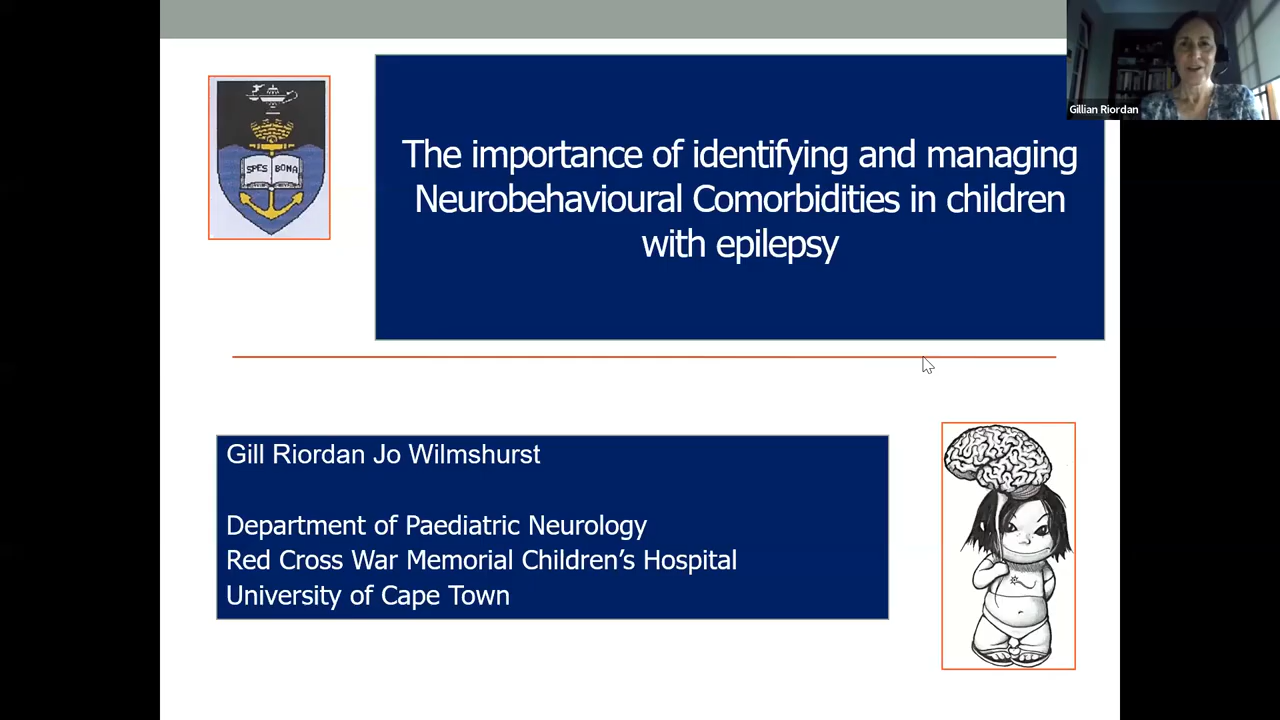 Gillian Riordan
SPES BONA
The importance of identifying and managing
Neurobehavioural Comorbidities in children
with epilepsy
Gill Riordan Jo Wilmshurst
Department of Paediatric Neurology
Red Cross War Memorial Children’s Hospital
University of Cape Town